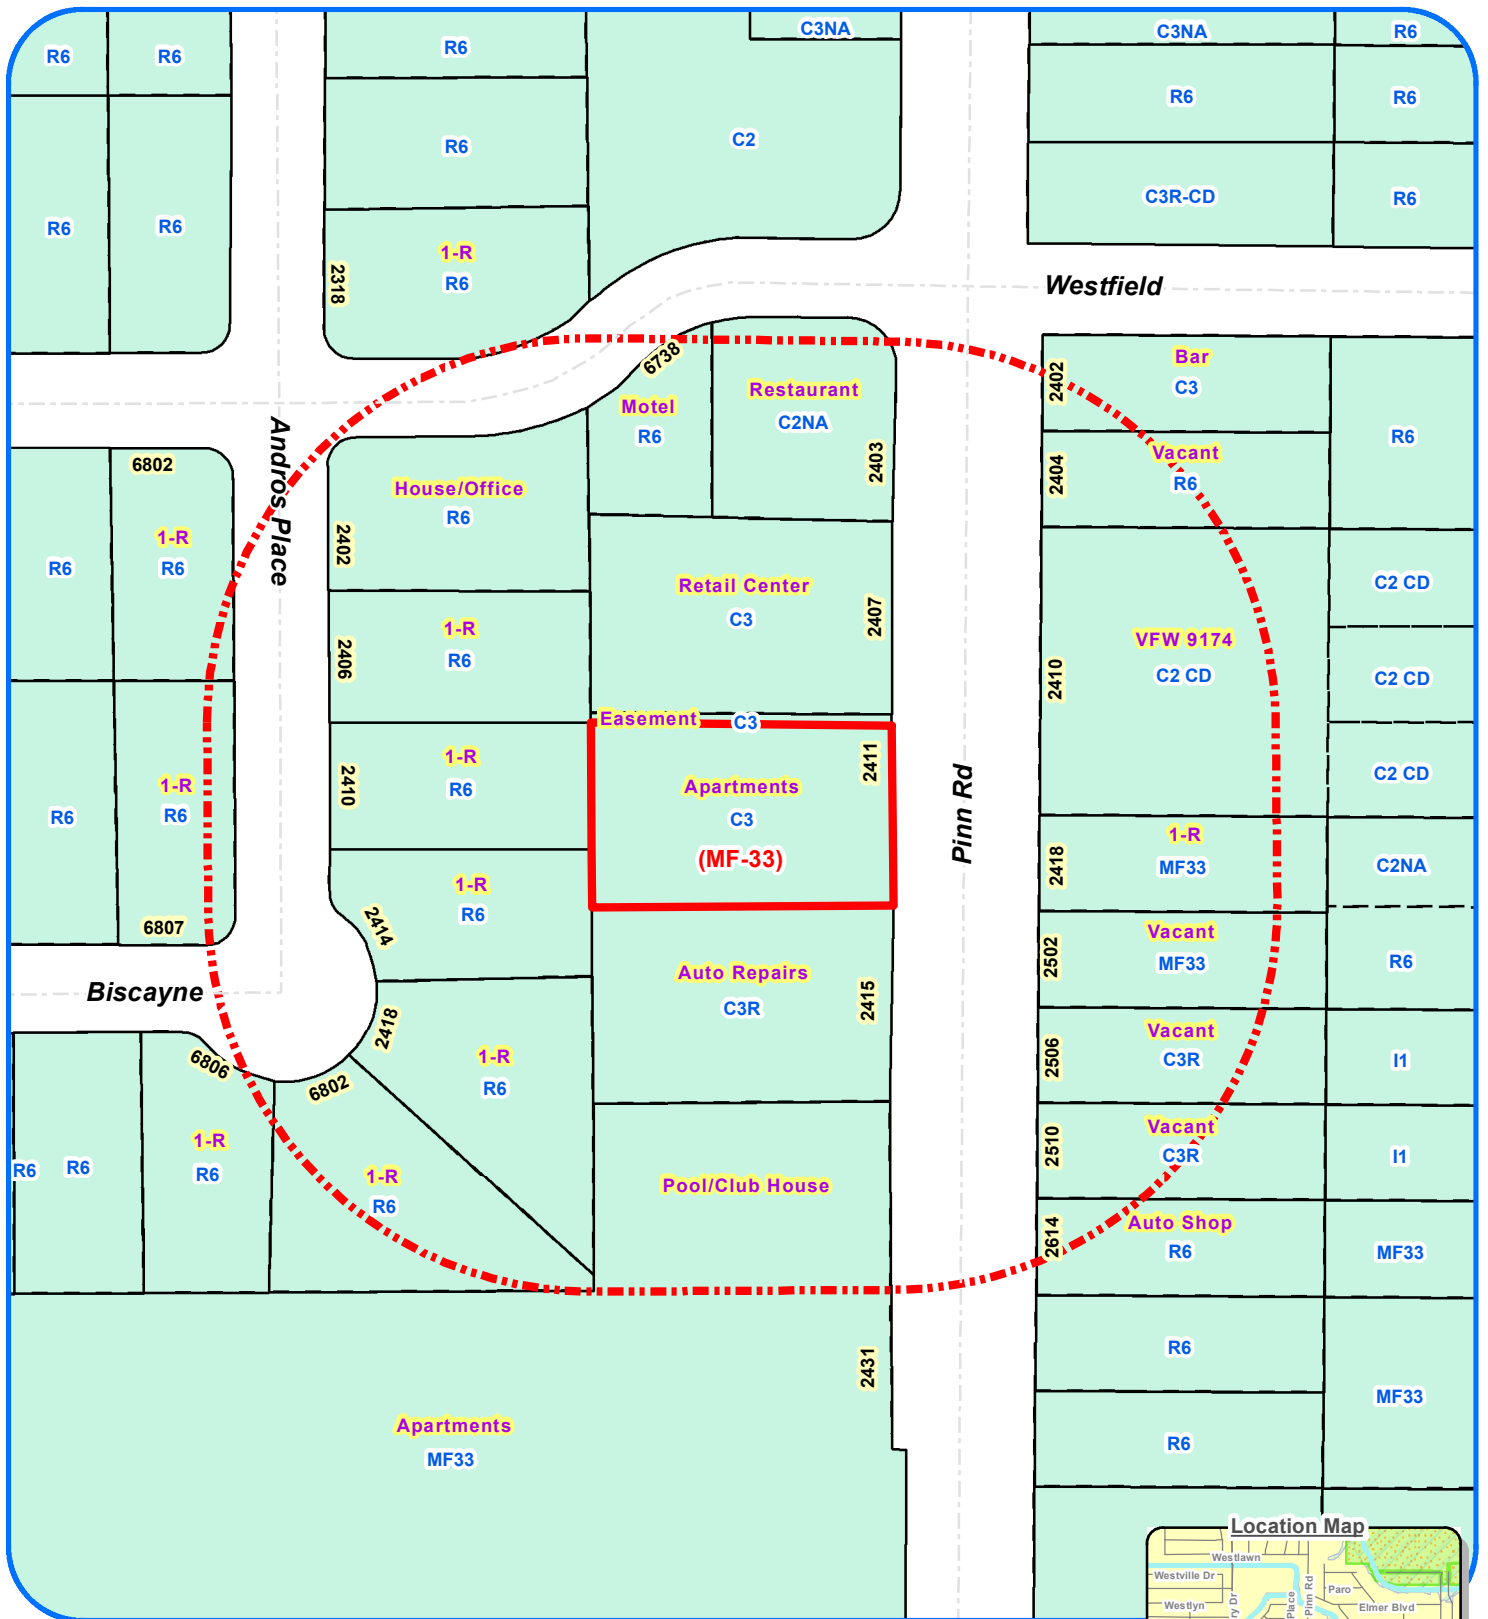 C3NA
C3NA
R6
R6
R6
R6
R6
R6
C2
R6
R6
C3R-CD
R6
R6
R6
1-R
R6
2318
Westfield
6738
Bar
C3
2402
Restaurant
C2NA
2403
Motel
R6
R6
Andros Place
6802
House/Office
R6
2402
Vacant
R6
2404
1-R
R6
R6
Retail Center
C3
2407
C2 CD
1-R
R6
2406
VFW 9174
C2 CD
2410
C2 CD
Easement
C3
2411
Apartments
C3
(MF-33)
Pinn Rd
1-R
R6
2410
C2 CD
1-R
R6
R6
1-R
MF33
2418
C2NA
1-R
R6
2414
6807
Vacant
MF33
2502
R6
Auto Repairs
C3R
2415
Biscayne
2418
1-R
R6
6806
6802
Vacant
C3R
2506
I1
Vacant
C3R
2510
I1
1-R
R6
R6
R6
1-R
R6
Pool/Club House
Auto Shop
R6
2614
MF33
R6
2431
MF33
Apartments
MF33
R6
Location Map
Westlawn
Westville Dr
Paro
Westlyn
ry Dr
Place
Pinn Rd
Elmer Blvd